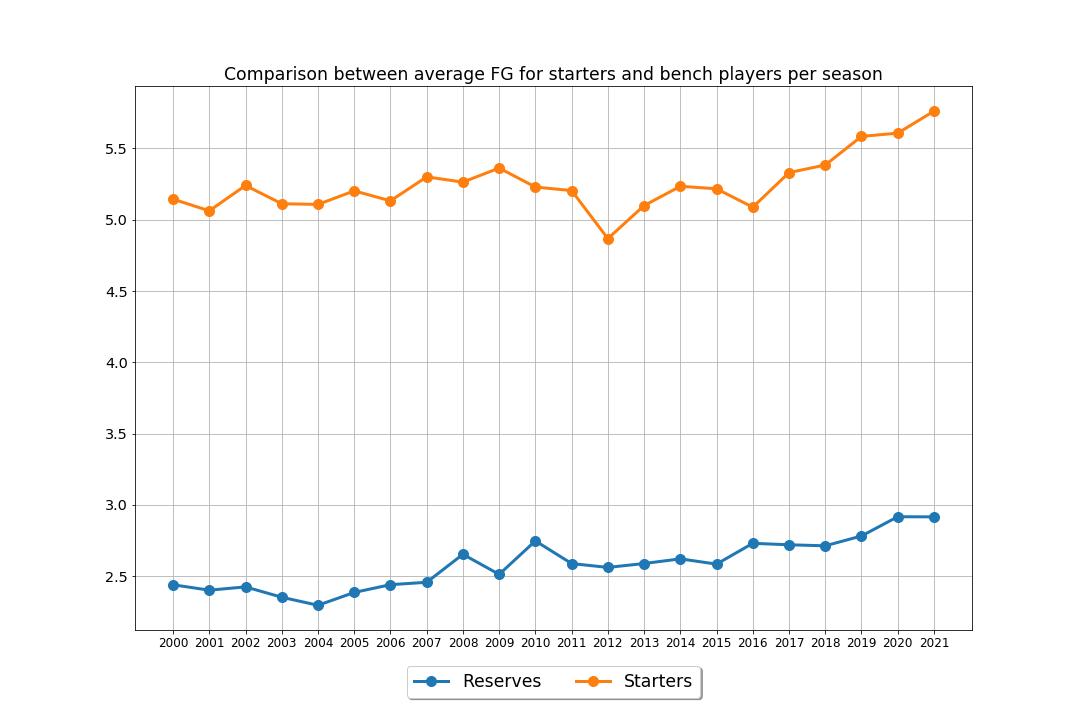 Comparison between average FG for starters and bench players per season
5.5
5.0
4.5
4.0
3.5
3.0
2.5
2000 2001 2002 2003 2004 2005 2006 2007 2008 2009 2010 2011 2012 2013 2014 2015 2016 2017 2018 2019 2020 2021
Reserves Starters